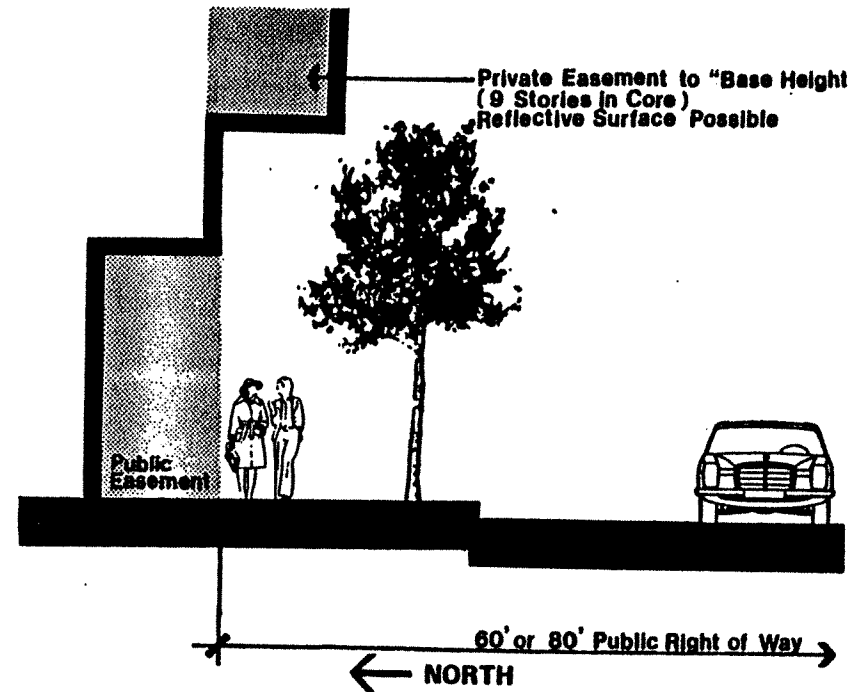 Private Easement to "Base Height
(9 Stories in Core)
Reflective Surface Possible
Public
Easement
60' or 80' Public Right of Way
NORTH